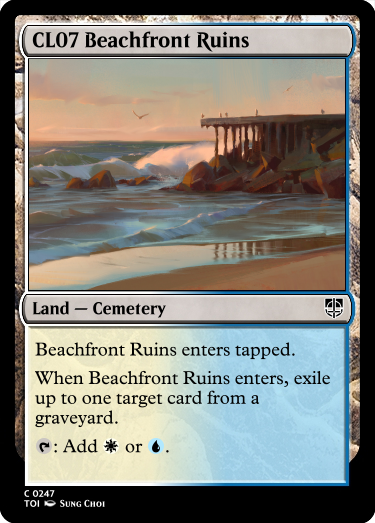 CL07 Beachfront Ruins
Land — Cemetery
Beachfront Ruins enters tapped.
When Beachfront Ruins enters, exile
up to one target card from a
graveyard.
: Add or .
C 0247
TOI SUNG CHOI